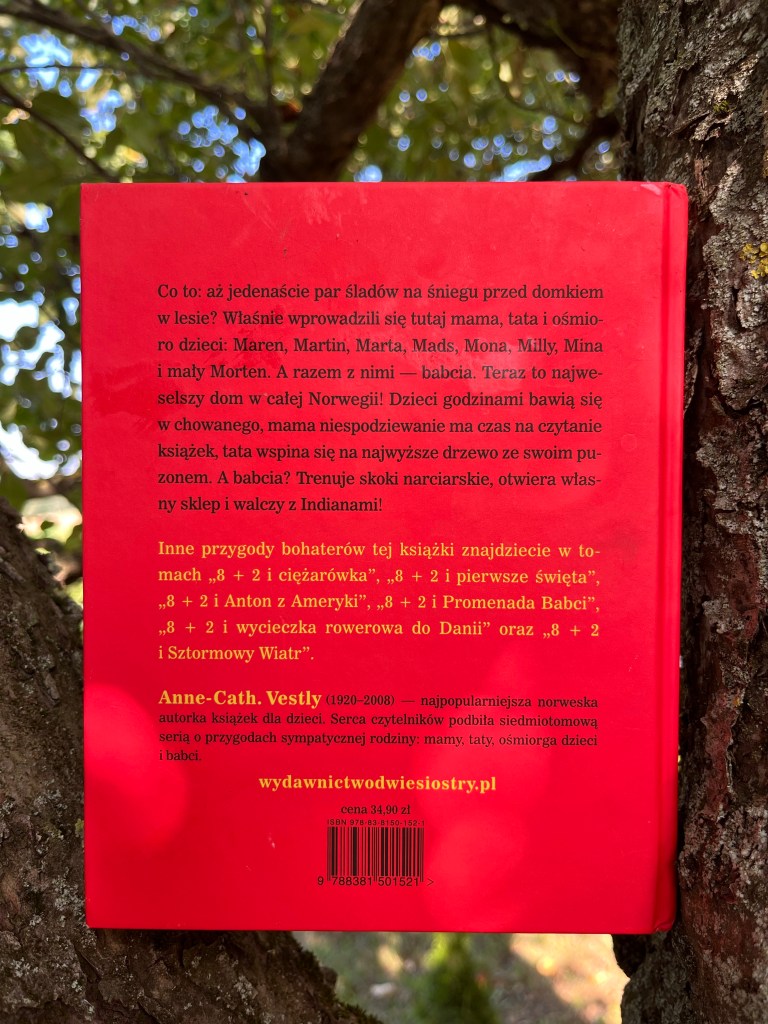 Co to: aż jedenaście par śladów na śniegu przed domkiem
w lesie? Właśnie wprowadzili się tutaj mama, tata i ośmio-
ro dzieci: Maren, Martin, Marta, Mads, Mona, Milly, Mina
i mały Morten. A razem z nimi — babcia. Teraz to najwe-
selszy dom w całej Norwegii! Dzieci godzinami bawią się
w chowanego, mama niespodziewanie ma czas na czytanie
książek, tata wspina się na najwyższe drzewo ze swoim pu-
zonem. A babcia? Trenuje skoki narciarskie, otwiera włas-
ny sklep i walczy z Indianami!
Inne przygody bohaterów tej książki znajdziecie w to-
mach „8 + 2 i ciężarówka”, „8 + 2 i pierwsze święta”,
„8 + 2 i Anton z Ameryki”, „8 + 2 i Promenada Babci”,
„8 + 2 i wycieczka rowerowa do Danii” oraz „8 + 2
i Sztormowy Wiatr”.
Anne-Cath. Vestly (1920–2008) — najpopularniejsza norweska
autorka książek dla dzieci. Serca czytelników podbiła siedmiotomową
serią o przygodach sympatycznej rodziny: mamy, taty, ośmiorga dzieci
i babci.
wydawnictwodwiesiostry.pl
cena 34,90 zł
ISBN 978-83-8150-152-1
9 788381 501521 >